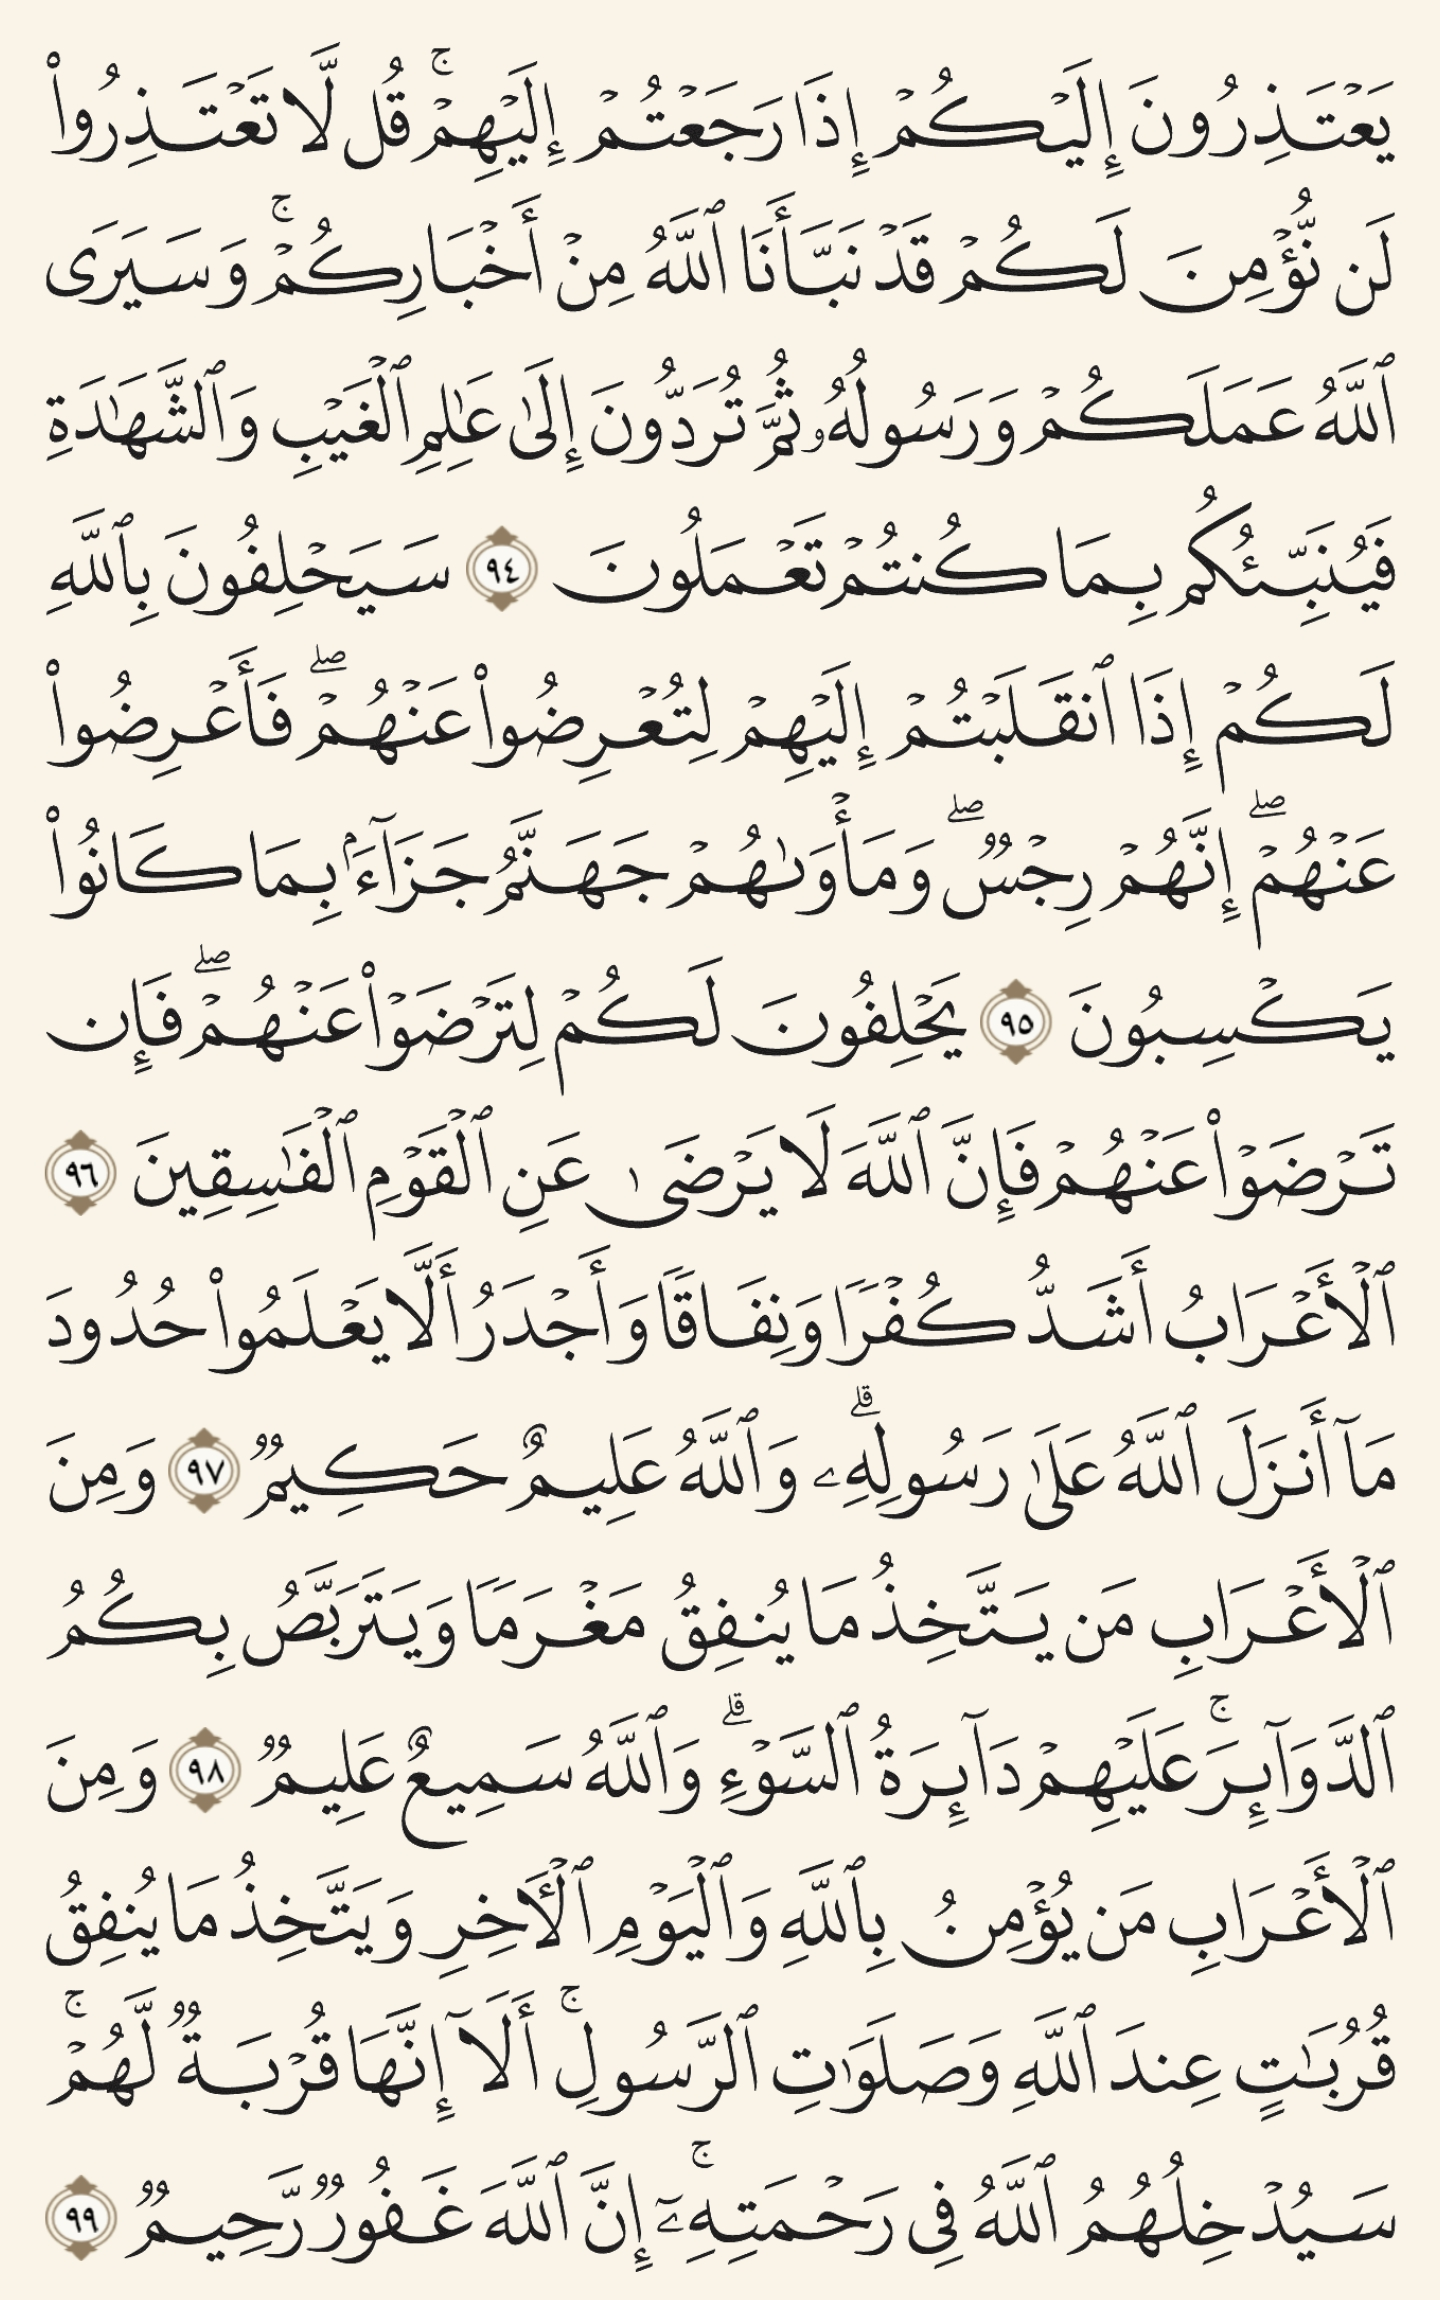 يَعۡتَذِرُونَ إِلَيۡكُمۡ إِذَا رَجَعۡتُمۡ إِلَيۡهِمۡۚ قُل لَّا تَعۡتَذِرُواْ
لَن نُّؤۡمِنَ لَكُمۡ قَدۡ نَبَّأَنَا ٱللَّهُ مِنۡ أَخۡبَارِكُمۡۚ وَسَيَرَى
ٱللَّهُ عَمَلَكُمۡ وَرَسُولُهُۥ ثُمَّ تُرَدُّونَ إِلَىٰ عَٰلِمِ ٱلۡغَيۡبِ وَٱلشَّهَٰدَةِ
فَيُنَبِّئُكُم بِمَا كُنتُمۡ تَعۡمَلُونَ ٩٤ سَيَحۡلِفُونَ بِٱللَّهِ
لَكُمۡ إِذَا ٱنقَلَبۡتُمۡ إِلَيۡهِمۡ لِتُعۡرِضُواْ عَنۡهُمۡۖ فَأَعۡرِضُواْ
عَنۡهُمۡۖ إِنَّهُمۡ رِجۡسٞۖ وَمَأۡوَىٰهُمۡ جَهَنَّمُ جَزَآءَۢ بِمَا كَانُواْ
يَكۡسِبُونَ ٩٥ يَحۡلِفُونَ لَكُمۡ لِتَرۡضَوۡاْ عَنۡهُمۡۖ فَإِن
تَرۡضَوۡاْ عَنۡهُمۡ فَإِنَّ ٱللَّهَ لَا يَرۡضَىٰ عَنِ ٱلۡقَوۡمِ ٱلۡفَٰسِقِينَ ٩٦
ٱلۡأَعۡرَابُ أَشَدُّ كُفۡرٗا وَنِفَاقٗا وَأَجۡدَرُ أَلَّا يَعۡلَمُواْ حُدُودَ
مَآ أَنزَلَ ٱللَّهُ عَلَىٰ رَسُولِهِۦۗ وَٱللَّهُ عَلِيمٌ حَكِيمٞ ٩٧ وَمِنَ
ٱلۡأَعۡرَابِ مَن يَتَّخِذُ مَا يُنفِقُ مَغۡرَمٗا وَيَتَرَبَّصُ بِكُمُ
ٱلدَّوَآئِرَۚ عَلَيۡهِمۡ دَآئِرَةُ ٱلسَّوۡءِۗ وَٱللَّهُ سَمِيعٌ عَلِيمٞ ٩٨ وَمِنَ
ٱلۡأَعۡرَابِ مَن يُؤۡمِنُ بِٱللَّهِ وَٱلۡيَوۡمِ ٱلۡأٓخِرِ وَيَتَّخِذُ مَا يُنفِقُ
قُرُبَٰتٍ عِندَ ٱللَّهِ وَصَلَوَٰتِ ٱلرَّسُولِۚ أَلَآ إِنَّهَا قُرۡبَةٞ لَّهُمۡۚ
سَيُدۡخِلُهُمُ ٱللَّهُ فِي رَحۡمَتِهِۦٓۚ إِنَّ ٱللَّهَ غَفُورٞ رَّحِيمٞ ٩٩